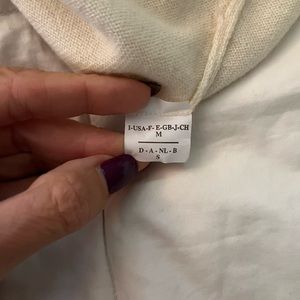 I-USA-F- E-GB-J-CH
M
D - A - NL - B
S